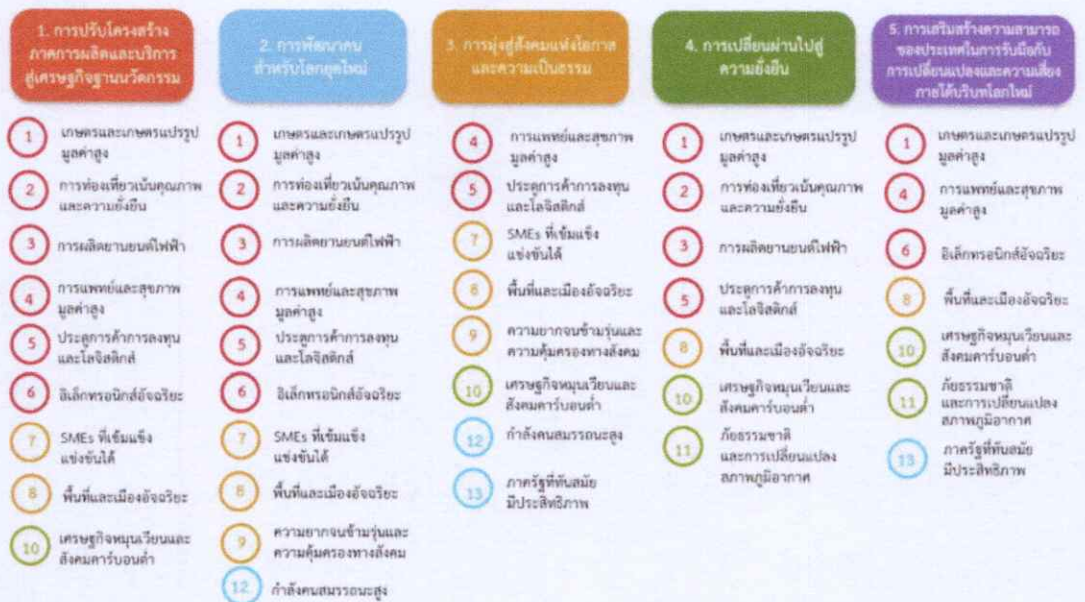 1. การปรับโครงสร้าง
ภาคการผลิตและบริการ
สู่เศรษฐกิจฐานนวัตกรรม
1
เกษตรและเกษตรแปรรูป
มูลค่าสูง
2
การท่องเที่ยวเน้นคุณภาพ
และความยั่งยืน
3
การผลิตยานยนต์ไฟฟ้า
4
การแพทย์และสุขภาพ
มูลค่าสูง
5
ประตูการค้าการลงทุน
และโลจิสติกส์
6
อิเล็กทรอนิกส์อัจฉริยะ
7
SMEs ที่เข้มแข็ง
แข่งขันได้
8
พื้นที่และเมืองอัจฉริยะ
10
เศรษฐกิจหมุนเวียนและ
สังคมคาร์บอนต่ำ
2. การพัฒนาคน
สำหรับโลกยุคใหม่
1
เกษตรและเกษตรแปรรูป
มูลค่าสูง
2
การท่องเที่ยวเน้นคุณภาพ
และความยั่งยืน
3
การผลิตยานยนต์ไฟฟ้า
4
การแพทย์และสุขภาพ
มูลค่าสูง
5
ประตูการค้าการลงทุน
และโลจิสติกส์
6
อิเล็กทรอนิกส์อัจฉริยะ
7
SMEs ที่เข้มแข็ง
แข่งขันได้
8
พื้นที่และเมืองอัจฉริยะ
9
ความยากจนข้ามรุ่นและ
ความคุ้มครองทางสังคม
12
กำลังคนสมรรถนะสูง
3. การมุ่งสู่สังคมแห่งโอกาส
และความเป็นธรรม
4
การแพทย์และสุขภาพ
มูลค่าสูง
5
ประตูการค้าการลงทุน
และโลจิสติกส์
7
SMEs ที่เข้มแข็ง
แข่งขันได้
8
พื้นที่และเมืองอัจฉริยะ
9
ความยากจนข้ามรุ่นและ
ความคุ้มครองทางสังคม
10
เศรษฐกิจหมุนเวียนและ
สังคมคาร์บอนต่ำ
12
กำลังคนสมรรถนะสูง
13
ภาครัฐที่ทันสมัย
มีประสิทธิภาพ
4. การเปลี่ยนผ่านไปสู่
ความยั่งยืน
1
เกษตรและเกษตรแปรรูป
มูลค่าสูง
2
การท่องเที่ยวเน้นคุณภาพ
และความยั่งยืน
3
การผลิตยานยนต์ไฟฟ้า
5
ประตูการค้าการลงทุน
และโลจิสติกส์
8
พื้นที่และเมืองอัจฉริยะ
10
เศรษฐกิจหมุนเวียนและ
สังคมคาร์บอนต่ำ
11
ภัยธรรมชาติ
และการเปลี่ยนแปลง
สภาพภูมิอากาศ
5. การเสริมสร้างความสามารถ
ของประเทศในการรับมือกับ
การเปลี่ยนแปลงและความเสี่ยง
ภายใต้บริบทโลกใหม่
1
เกษตรและเกษตรแปรรูป
มูลค่าสูง
4
การแพทย์และสุขภาพ
มูลค่าสูง
6
อิเล็กทรอนิกส์อัจฉริยะ
8
พื้นที่และเมืองอัจฉริยะ
10
เศรษฐกิจหมุนเวียนและ
สังคมคาร์บอนต่ำ
11
ภัยธรรมชาติ
และการเปลี่ยนแปลง
สภาพภูมิอากาศ
13
ภาครัฐที่ทันสมัย
มีประสิทธิภาพ